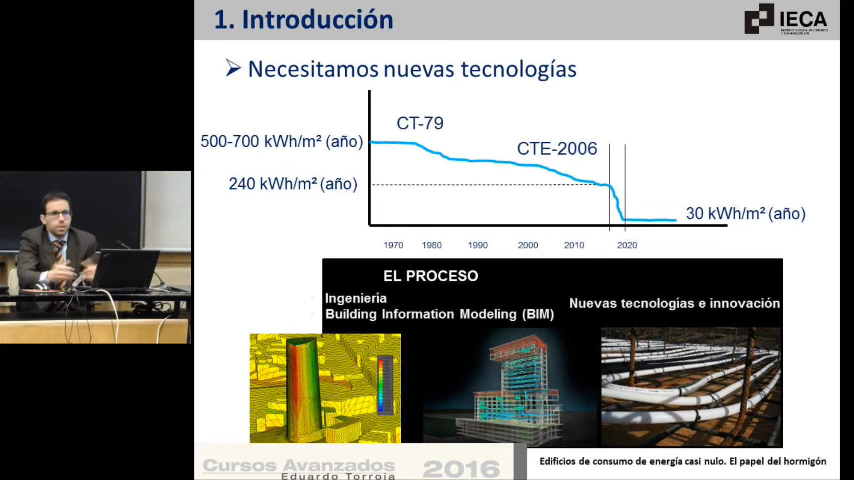 1. Introducción
IECA
Necesitamos nuevas tecnologías
CT-79
500-700 kWh/m² (año)
CTE-2006
240 kWh/m² (año)
30 kWh/m² (año)
1970 1980 1990 2000 2010 2020
EL PROCESO
Ingeniería
Building Information Modeling (BIM)
Nuevas tecnologías e innovación
Cursos Avanzados 2016
Eduardo Torroja
Edificios de consumo de energía casi nulo. El papel del hormigón